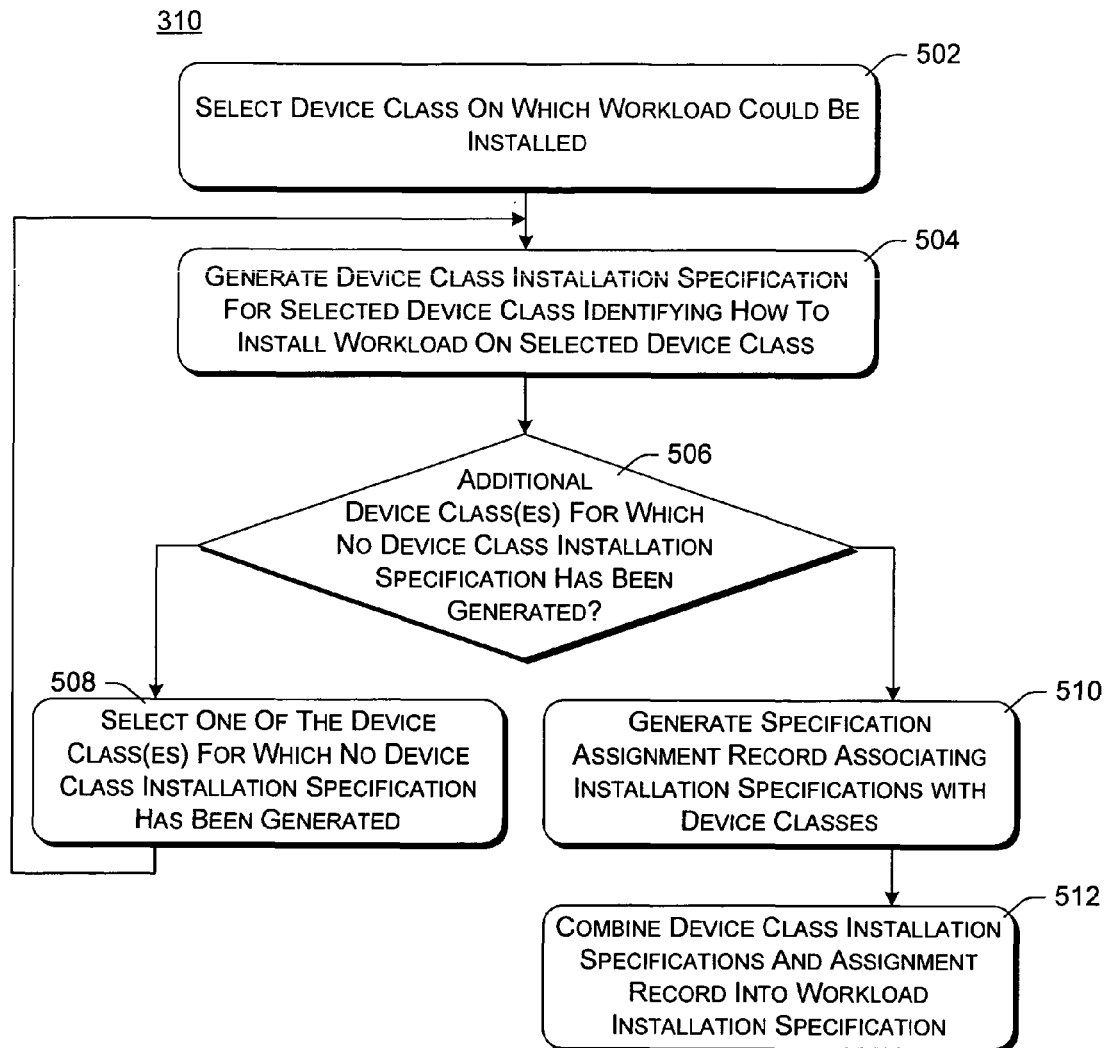 310
502
SELECT DEVICE CLASS ON WHICH WORKLOAD COULD BE
INSTALLED
504
GENERATE DEVICE CLASS INSTALLATION SPECIFICATION
FOR SELECTED DEVICE CLASS IDENTIFYING HOW TO
INSTALL WORKLOAD ON SELECTED DEVICE CLASS
506
ADDITIONAL
DEVICE CLASS(ES) FOR WHICH
NO DEVICE CLASS INSTALLATION
SPECIFICATION HAS BEEN
GENERATED?
508
SELECT ONE OF THE DEVICE
CLASS(ES) FOR WHICH NO DEVICE
CLASS INSTALLATION SPECIFICATION
HAS BEEN GENERATED
510
GENERATE SPECIFICATION
ASSIGNMENT RECORD ASSOCIATING
INSTALLATION SPECIFICATIONS WITH
DEVICE CLASSES
512
COMBINE DEVICE CLASS INSTALLATION
SPECIFICATIONS AND ASSIGNMENT
RECORD INTO WORKLOAD
INSTALLATION SPECIFICATION